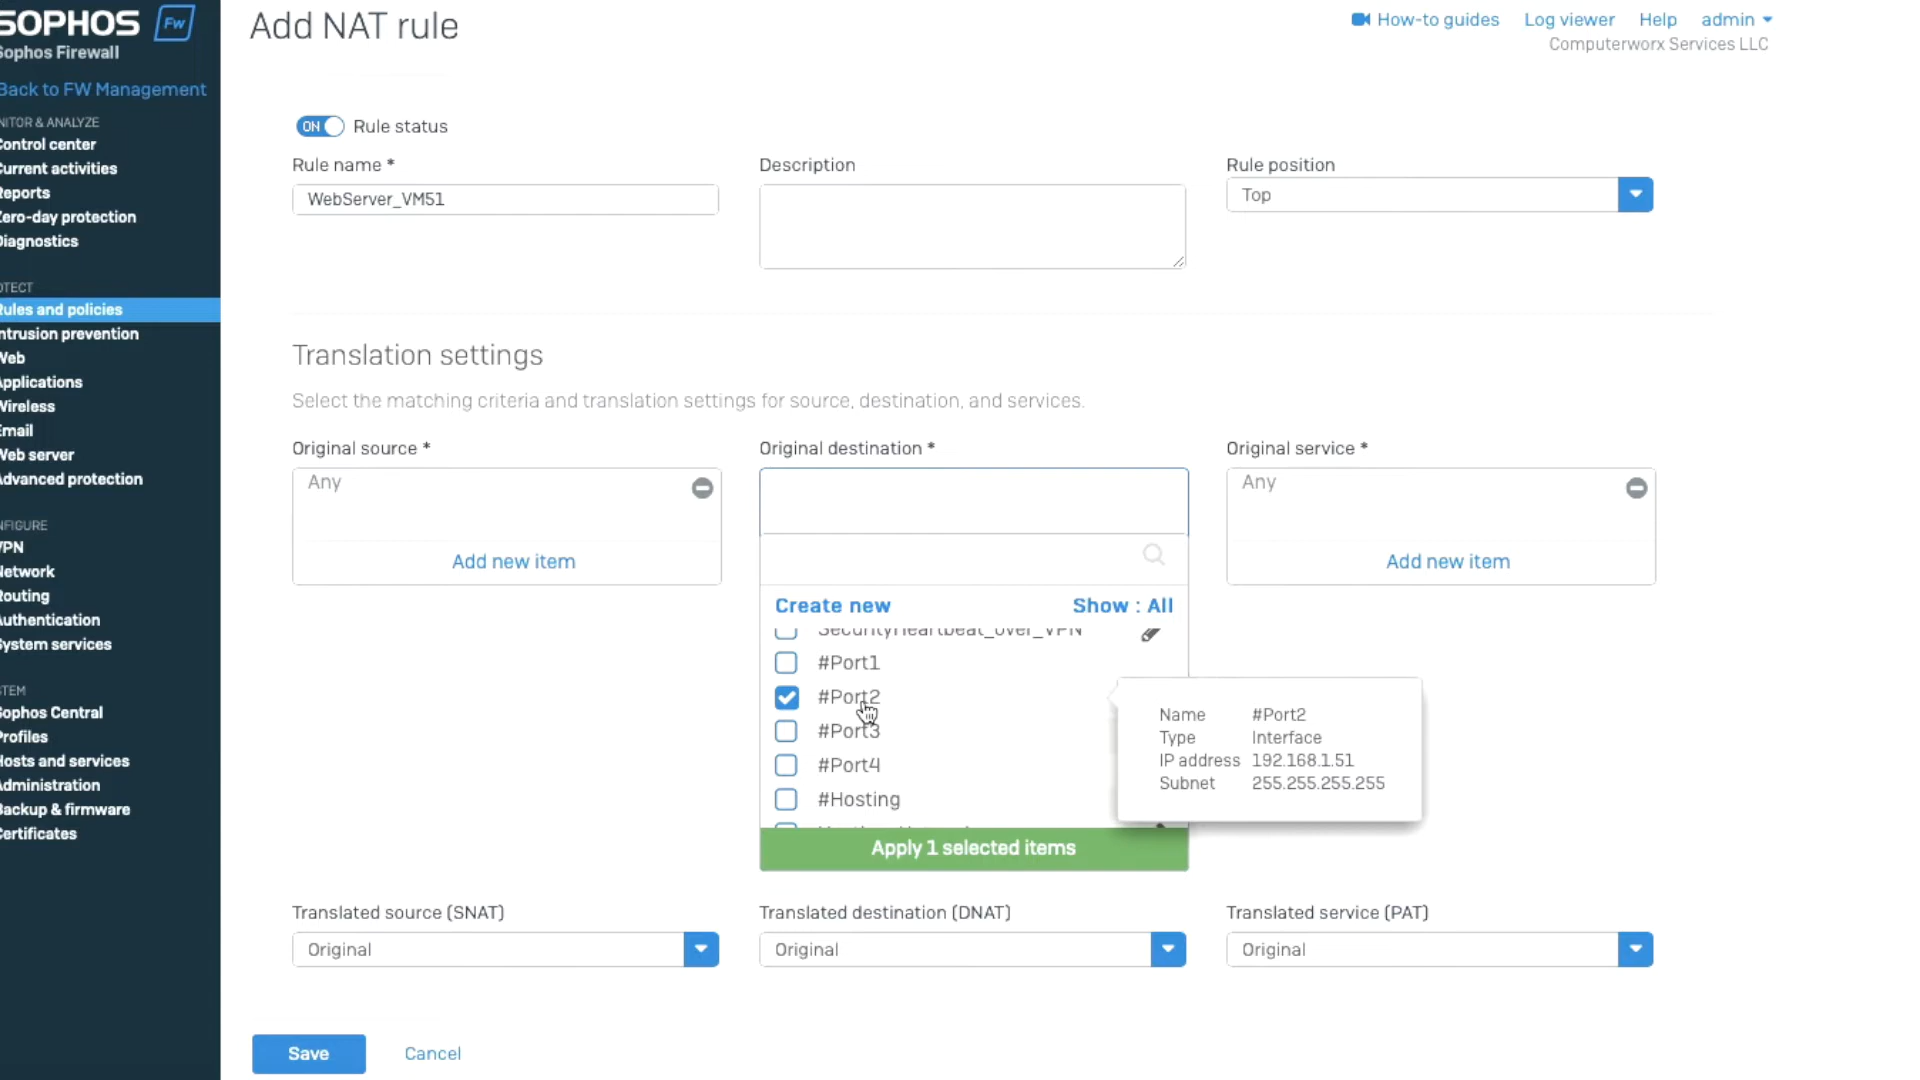 SOPHOS Fw
Sophos Firewall
Back to FW Management
NITOR & ANALYZE
Control center
Current activities
Reports
Zero-day protection
Diagnostics
OTECT
Rules and policies
Intrusion prevention
Web
Applications
Wireless
Email
Web server
Advanced protection
NFIGURE
VPN
Network
Routing
Authentication
System services
STEM
Sophos Central
Profiles
Hosts and services
Administration
Backup & firmware
Certificates
Add NAT rule
How-to guides Log viewer Help admin
Computerworx Services LLC
ON Rule status
Rule name * Description Rule position
WebServer_VM51 Top
Translation settings
Select the matching criteria and translation settings for source, destination, and services.
Original source * Original destination * Original service *
Any Any
Add new item Add new item
Create new Show : All
SecurityHeartbeat_over_VPN
#Port1
#Port2
#Port3
#Port4
#Hosting
Apply 1 selected items
Name #Port2
Type Interface
IP address 192.168.1.51
Subnet 255.255.255.255
Translated source (SNAT) Translated destination (DNAT) Translated service (PAT)
Original Original Original
Save Cancel